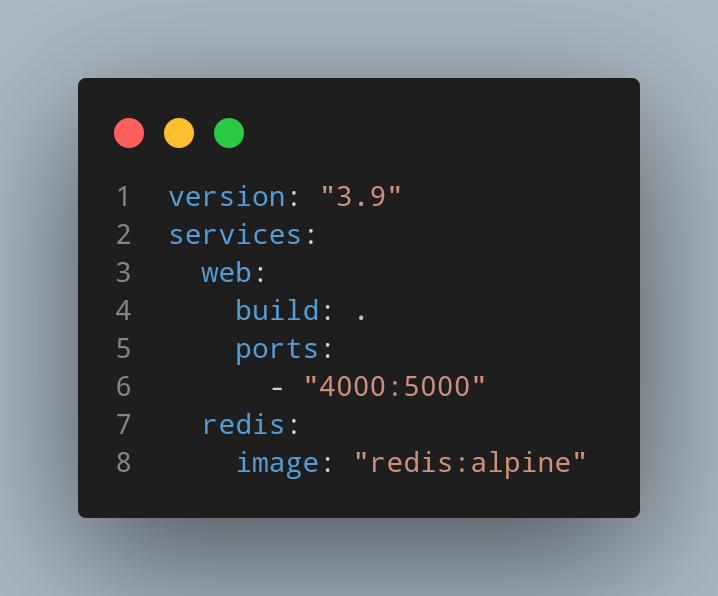 1 version: "3.9"
2 services:
3   web:
4     build: .
5     ports:
6       - "4000:5000"
7   redis:
8     image: "redis:alpine"